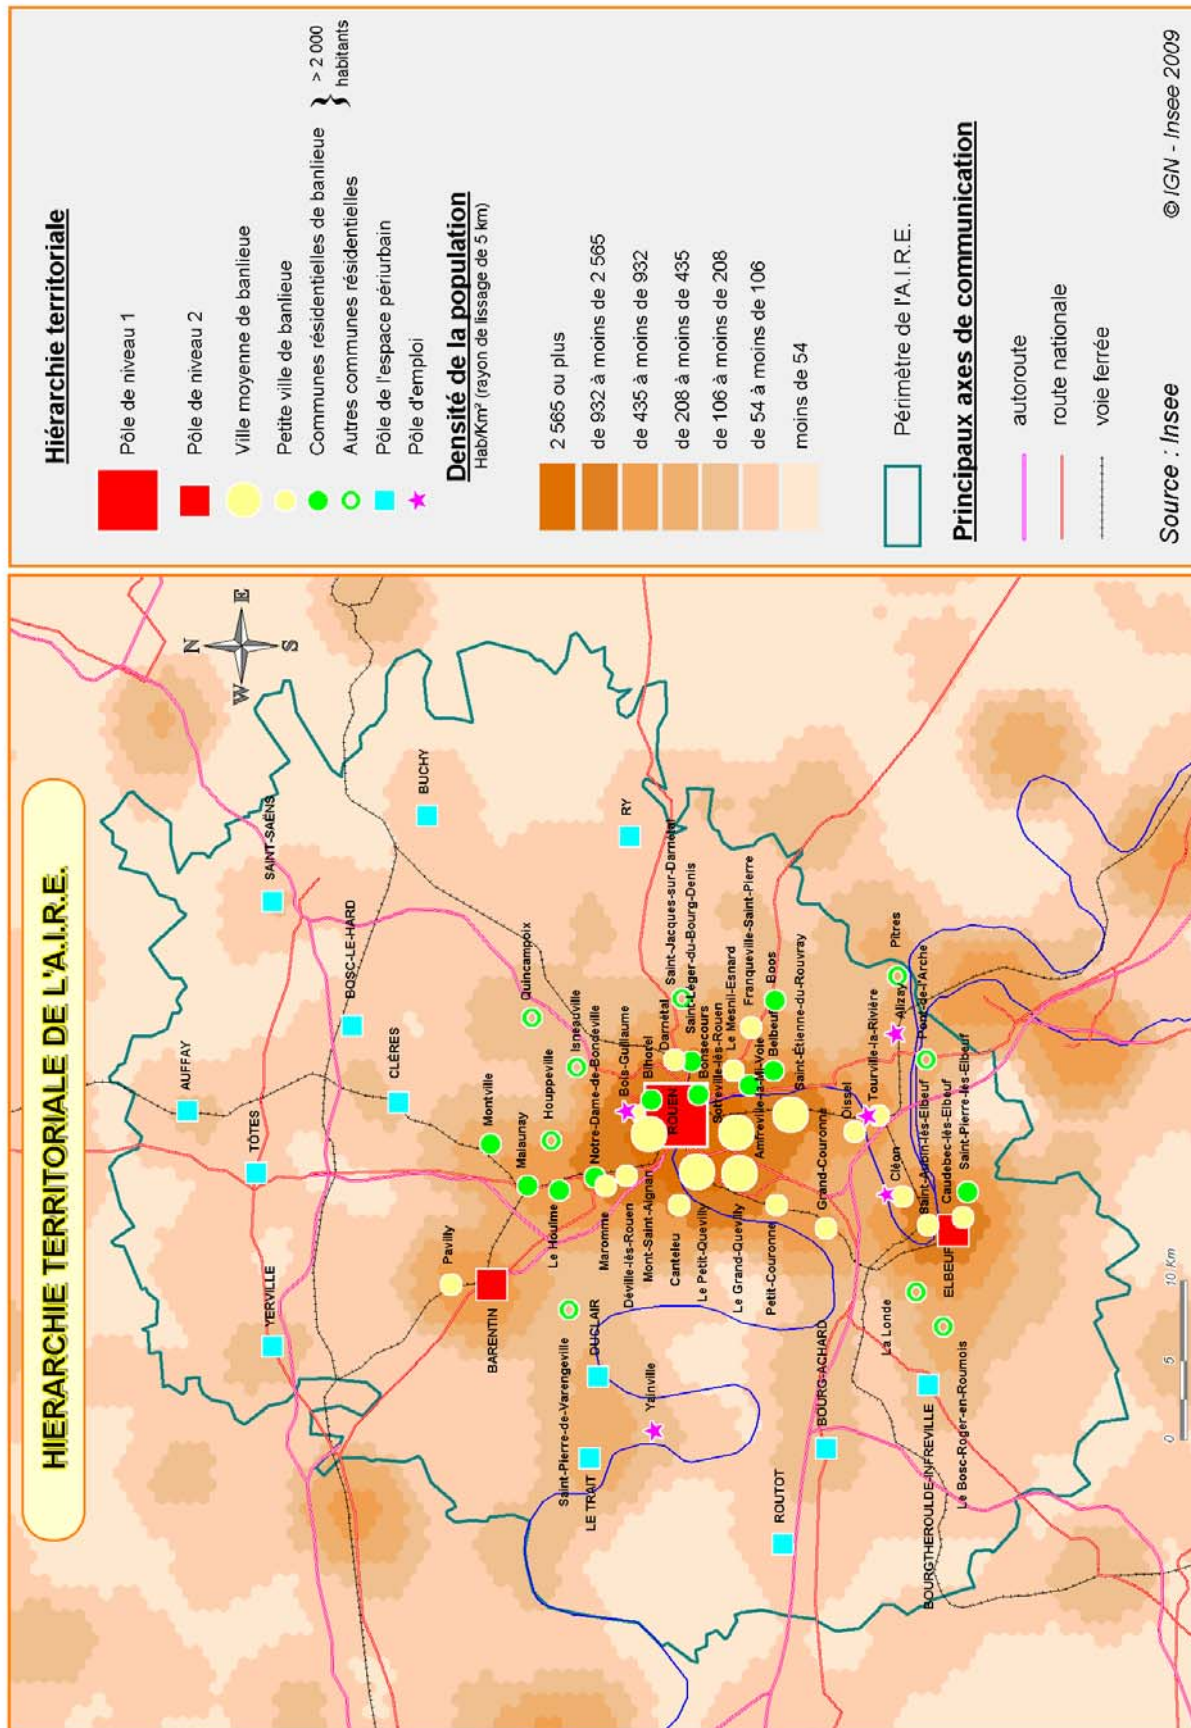 HIERARCHIE TERRITORIALE DE L'A.I.R.E.
N
W
E
S
AUFFAY
SAINT-SAËNS
TÔTES
YERVILLE
BOSC-LE-HARD
CLÈRES
BUCHY
Montville
Malaunay
Pavilly
BARENTIN
Le Houlme
Quincampoix
Houppeville
Isneauville
Notre-Dame-de-Bondeville
Bois-Guillaume
Bihorel
Maromme
Déville-lès-Rouen
Mont-Saint-Aignan
Saint-Pierre-de-Varengeville
DUCLAIR
LE TRAIT
Yainville
RY
Darnétal
Saint-Jacques-sur-Darnétal
Saint-Léger-du-Bourg-Denis
ROUEN
Bonsecours
Canteleu
Le Petit-Quevilly
Sotteville-lès-Rouen
Le Mesnil-Esnard
Franqueville-Saint-Pierre
Le Grand-Quevilly
Amfreville-la-Mi-Voie
Belbeuf
Boos
Petit-Couronne
Saint-Étienne-du-Rouvray
Grand-Couronne
ROUTOT
BOURG-ACHARD
Oissel
Tourville-la-Rivière
Alizay
Pîtres
Cléon
La Londe
Saint-Aubin-lès-Elbeuf
Pont-de-l'Arche
Caudebec-lès-Elbeuf
ELBEUF
Saint-Pierre-lès-Elbeuf
BOURGTHEROULDE-INFREVILLE
Le Bosc-Roger-en-Roumois
0 5 10 Km
Hiérarchie territoriale
Pôle de niveau 1
Pôle de niveau 2
Ville moyenne de banlieue
Petite ville de banlieue
Communes résidentielles de banlieue
Autres communes résidentielles
} > 2 000
} habitants
Pôle de l'espace périurbain
Pôle d'emploi
Densité de la population
Hab/Km² (rayon de lissage de 5 km)
2 565 ou plus
de 932 à moins de 2 565
de 435 à moins de 932
de 208 à moins de 435
de 106 à moins de 208
de 54 à moins de 106
moins de 54
Périmètre de l'A.I.R.E.
Principaux axes de communication
autoroute
route nationale
voie ferrée
Source : Insee
© IGN - Insee 2009